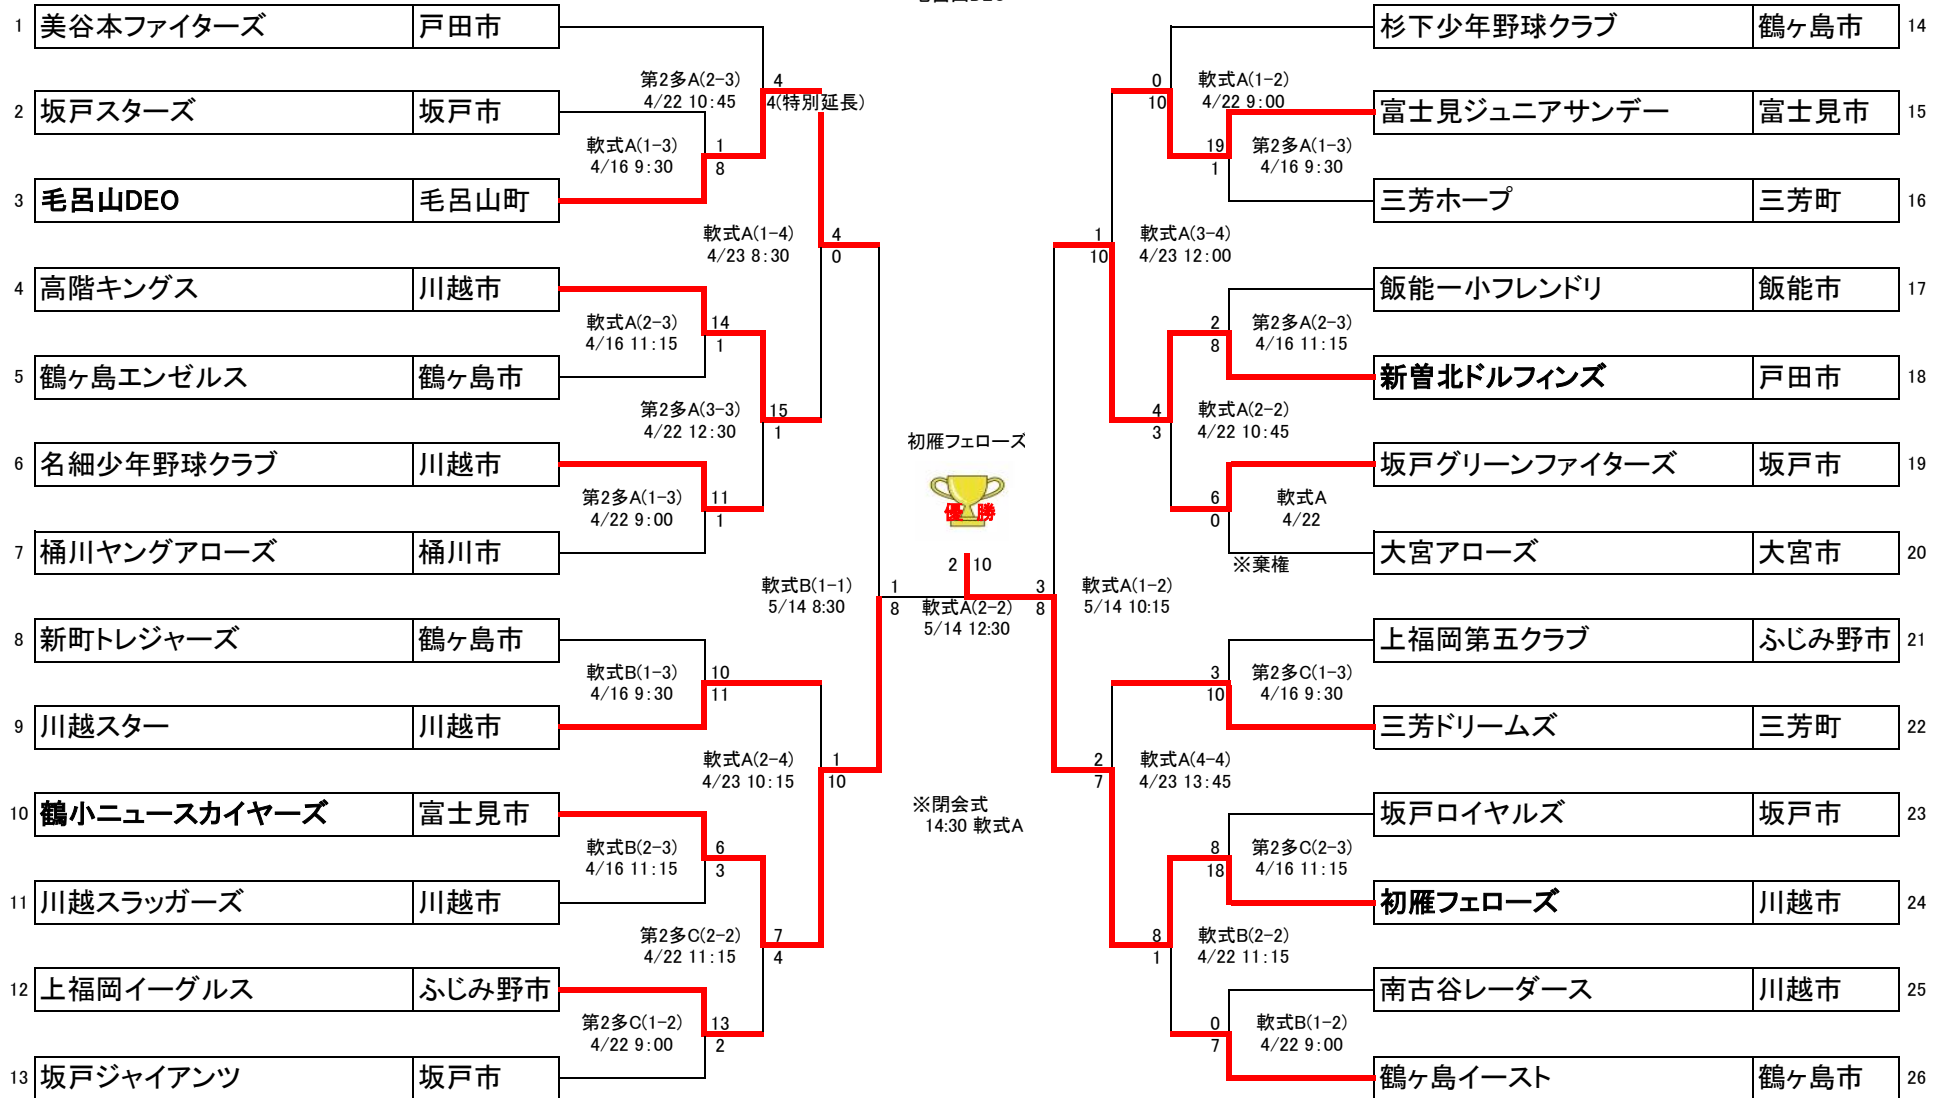 1 美谷本ファイターズ 戸田市
2 坂戸スターズ 坂戸市
3 毛呂山DEO 毛呂山町
4 高階キングス 川越市
5 鶴ヶ島エンゼルス 鶴ヶ島市
6 名細少年野球クラブ 川越市
7 桶川ヤングアローズ 桶川市
8 新町トレジャーズ 鶴ヶ島市
9 川越スター 川越市
10 鶴小ニュースカイヤーズ 富士見市
11 川越スラッガーズ 川越市
12 上福岡イーグルス ふじみ野市
13 坂戸ジャイアンツ 坂戸市
第2多A(2-3) 4
4/22 10:45 4(特別延長)
軟式A(1-3) 1
4/16 9:30 8
軟式A(1-4) 4
4/23 8:30 0
軟式A(2-3) 14
4/16 11:15 1
第2多A(3-3) 15
4/22 12:30 1
第2多A(1-3) 11
4/22 9:00 1
軟式B(1-1) 1
5/14 8:30 8
軟式B(1-3) 10
4/16 9:30 11
軟式A(2-4) 1
4/23 10:15 10
軟式B(2-3) 6
4/16 11:15 3
第2多C(2-2) 7
4/22 11:15 4
第2多C(1-2) 13
4/22 9:00 2
初雁フェローズ
優勝
2 10
軟式A(2-2)
5/14 12:30
※閉会式
14:30 軟式A
0 軟式A(1-2)
10 4/22 9:00
19 第2多A(1-3)
1 4/16 9:30
1 軟式A(3-4)
10 4/23 12:00
2 第2多A(2-3)
8 4/16 11:15
4 軟式A(2-2)
3 4/22 10:45
6 軟式A
0 4/22
※棄権
3 軟式A(1-2)
8 5/14 10:15
3 第2多C(1-3)
10 4/16 9:30
2 軟式A(4-4)
7 4/23 13:45
8 第2多C(2-3)
18 4/16 11:15
8 軟式B(2-2)
1 4/22 11:15
0 軟式B(1-2)
7 4/22 9:00
杉下少年野球クラブ 鶴ヶ島市 14
富士見ジュニアサンデー 富士見市 15
三芳ホープ 三芳町 16
飯能一小フレンドリ 飯能市 17
新曽北ドルフィンズ 戸田市 18
坂戸グリーンファイターズ 坂戸市 19
大宮アローズ 大宮市 20
上福岡第五クラブ ふじみ野市 21
三芳ドリームズ 三芳町 22
坂戸ロイヤルズ 坂戸市 23
初雁フェローズ 川越市 24
南古谷レーダース 川越市 25
鶴ヶ島イースト 鶴ヶ島市 26